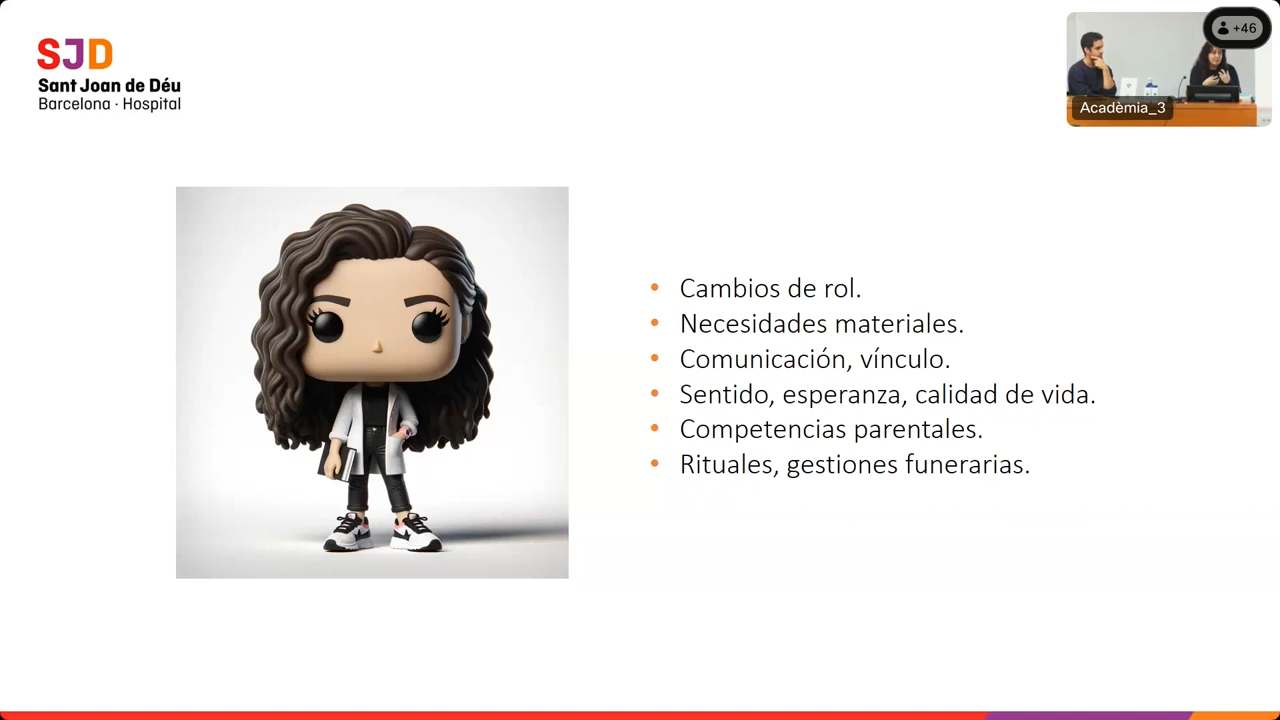 SJD
Sant Joan de Déu
Barcelona · Hospital
+46
Acadèmia_3
• Cambios de rol.
• Necesidades materiales.
• Comunicación, vínculo.
• Sentido, esperanza, calidad de vida.
• Competencias parentales.
• Rituales, gestiones funerarias.